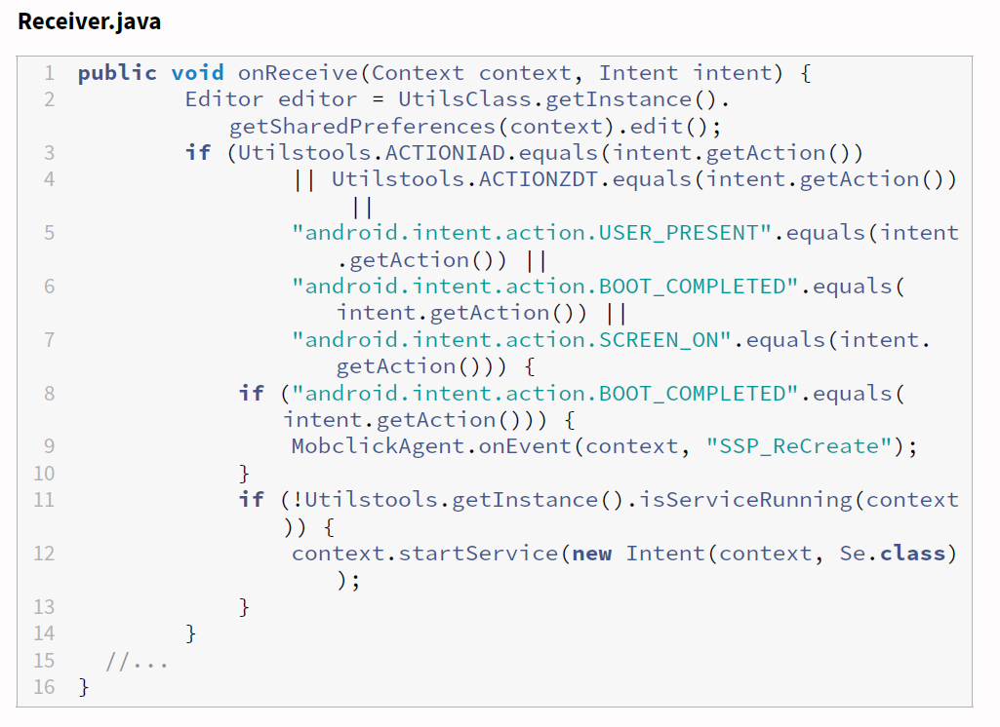 Receiver.java
1 public void onReceive(Context context, Intent intent) {
2 Editor editor = UtilsClass.getInstance().
getSharedPreferences(context).edit();
3 if (Utilstools.ACTIONIAD.equals(intent.getAction())
4 || Utilstools.ACTIONZDT.equals(intent.getAction())
||
5 "android.intent.action.USER_PRESENT".equals(intent
.getAction()) ||
6 "android.intent.action.BOOT_COMPLETED".equals(
intent.getAction()) ||
7 "android.intent.action.SCREEN_ON".equals(intent.
getAction())) {
8 if ("android.intent.action.BOOT_COMPLETED".equals(
intent.getAction())) {
9 MobclickAgent.onEvent(context, "SSP_ReCreate");
10 }
11 if (!Utilstools.getInstance().isServiceRunning(context
)) {
12 context.startService(new Intent(context, Se.class)
);
13 }
14 }
15 //...
16 }